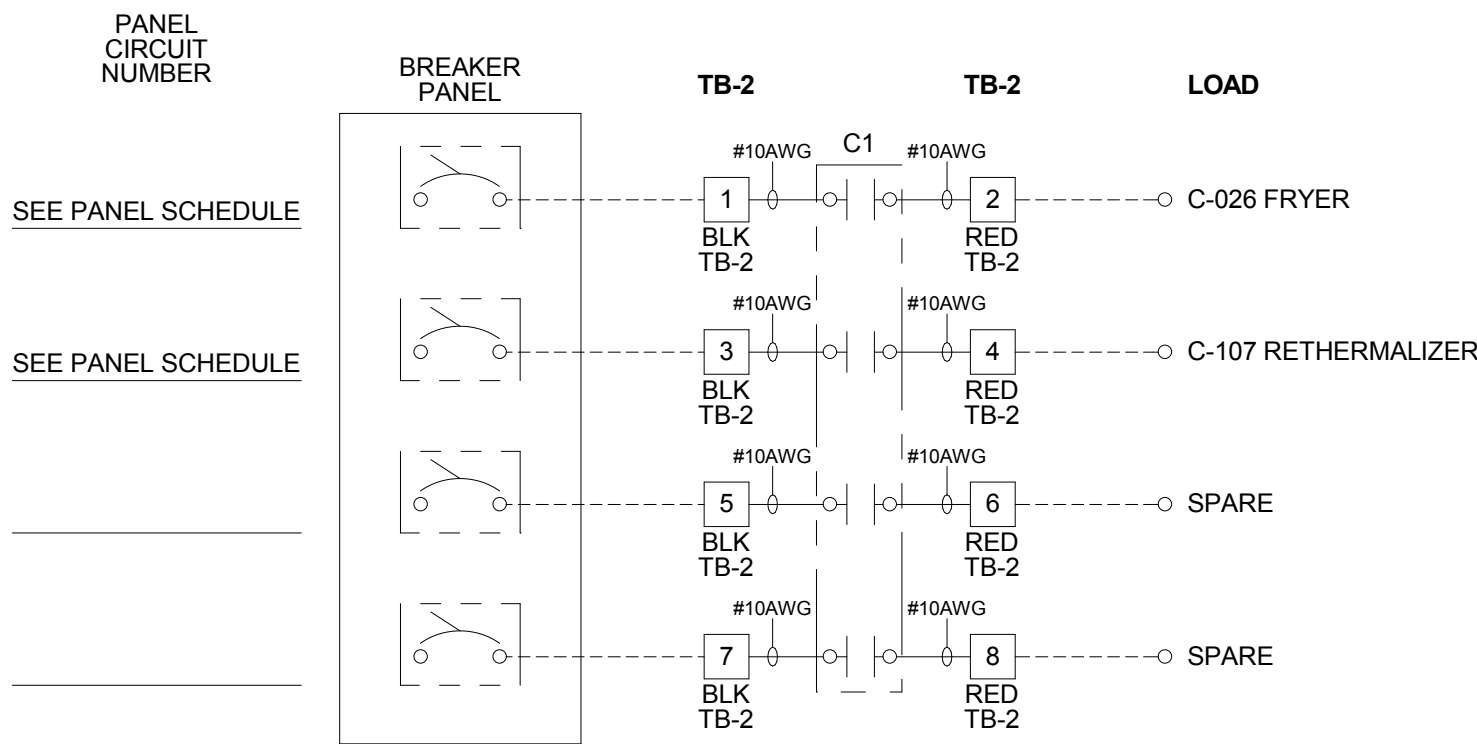 PANEL
CIRCUIT
NUMBER
BREAKER
PANEL
TB-2
TB-2
LOAD
#10AWG
C1
#10AWG
SEE PANEL SCHEDULE
1
2
C-026 FRYER
BLK
TB-2
RED
TB-2
#10AWG
#10AWG
SEE PANEL SCHEDULE
3
4
C-107 RETHERMALIZER
BLK
TB-2
RED
TB-2
#10AWG
#10AWG
5
6
SPARE
BLK
TB-2
RED
TB-2
#10AWG
#10AWG
7
8
SPARE
BLK
TB-2
RED
TB-2